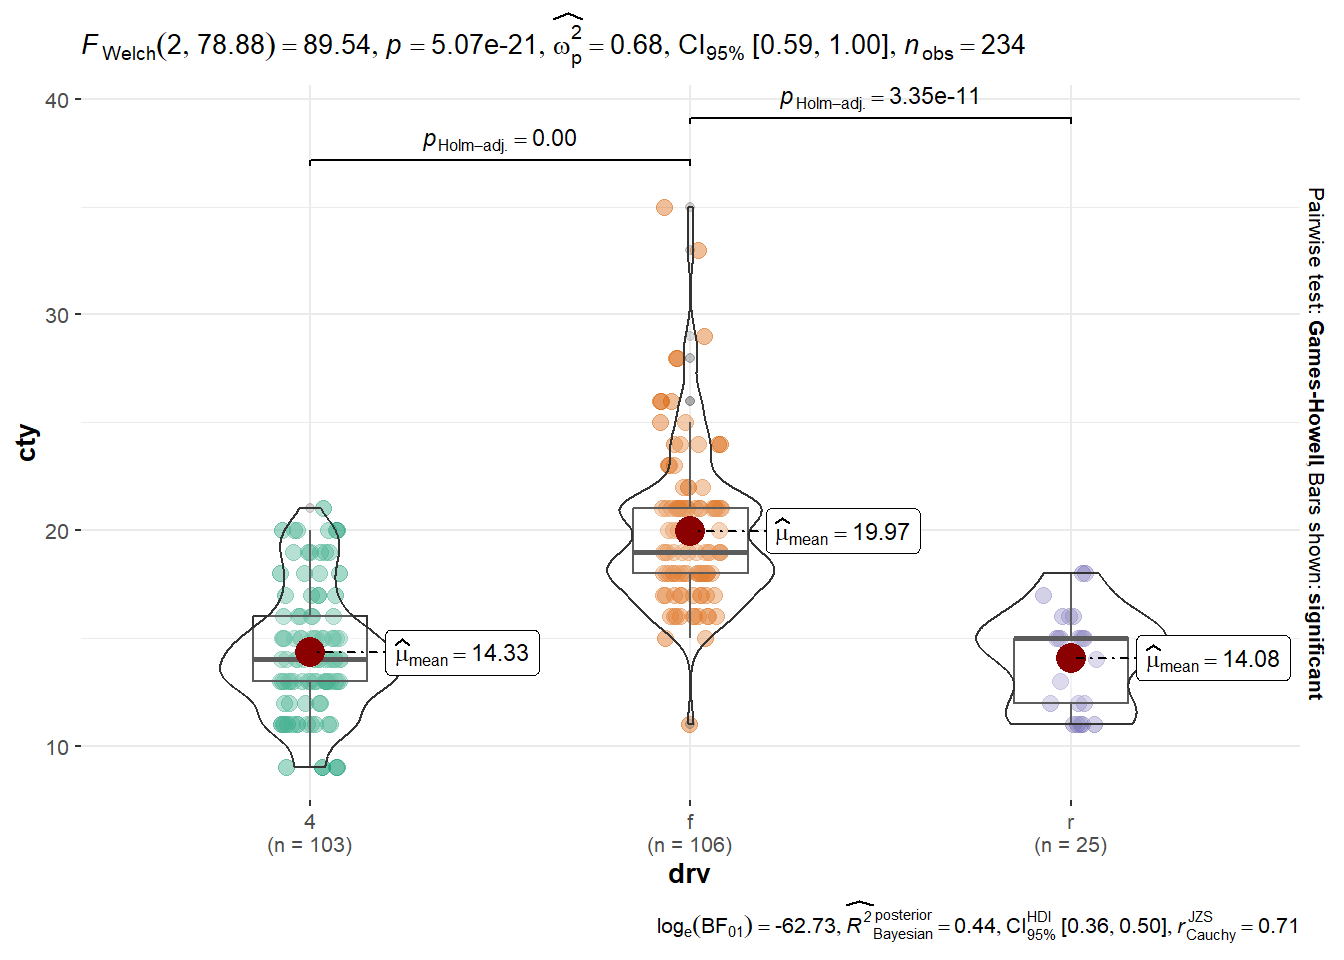 F Welch(2, 78.88) = 89.54, p = 5.07e-21, ω̂²p = 0.68, CI95% [0.59, 1.00], nobs = 234
40
p Holm–adj. = 3.35e-11
p Holm–adj. = 0.00
30
20
10
cty
μ̂mean = 19.97
μ̂mean = 14.33
μ̂mean = 14.08
4
(n = 103)
f
(n = 106)
r
(n = 25)
drv
Pairwise test: Games-Howell, Bars shown: significant
loge(BF01) = -62.73, R̂² posterior Bayesian = 0.44, CI HDI 95% [0.36, 0.50], r JZS Cauchy = 0.71